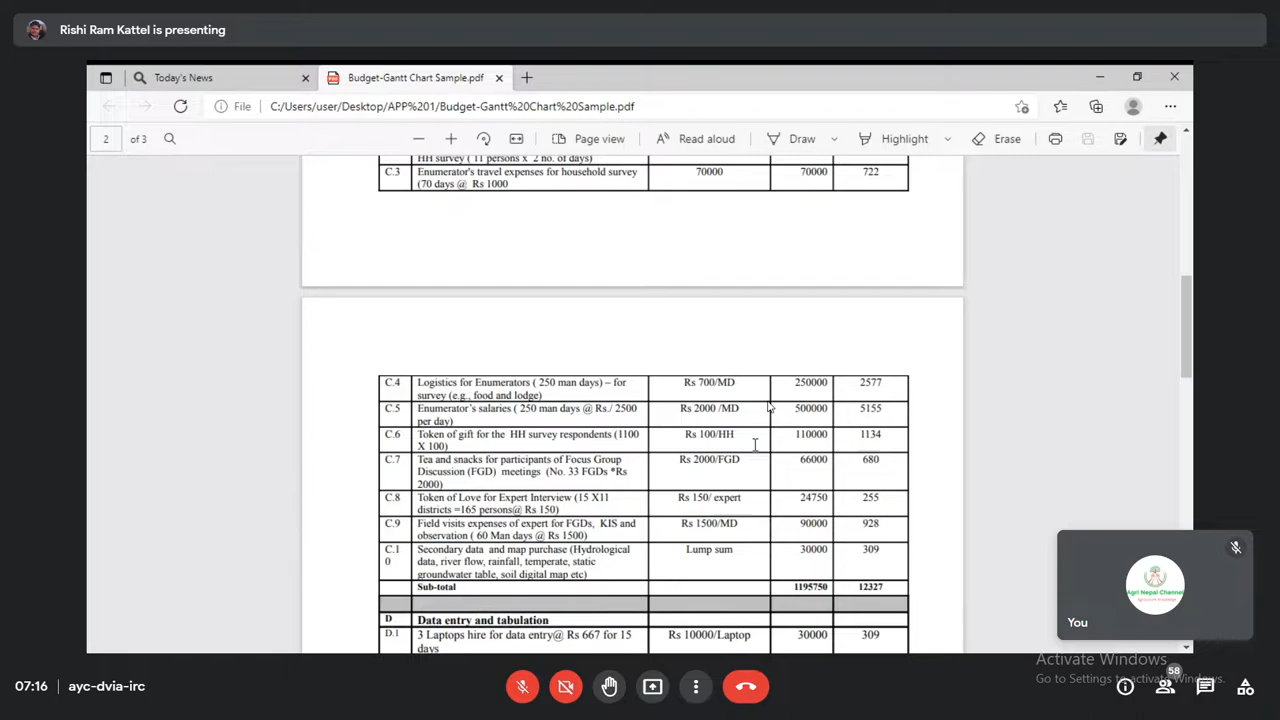 Rishi Ram Kattel is presenting
Today's News
Budget-Gantt Chart Sample.pdf
File
C:/Users/user/Desktop/APP%201/Budget-Gantt%20Chart%20Sample.pdf
2 of 3
Page view
Read aloud
Draw
Highlight
Erase
HH survey ( 11 persons x 2 no. of days)
C.3 Enumerator's travel expenses for household survey 70000 70000 722
(70 days @ Rs 1000
C.4 Logistics for Enumerators ( 250 man days) – for Rs 700/MD 250000 2577
survey (e.g., food and lodge)
C.5 Enumerator's salaries ( 250 man days @ Rs./ 2500 Rs 2000 /MD 500000 5155
per day)
C.6 Token of gift for the HH survey respondents (1100 Rs 100/HH 110000 1134
X 100)
C.7 Tea and snacks for participants of Focus Group Rs 2000/FGD 66000 680
Discussion (FGD) meetings (No. 33 FGDs *Rs
2000)
C.8 Token of Love for Expert Interview (15 X11 Rs 150/ expert 24750 255
districts =165 persons@ Rs 150)
C.9 Field visits expenses of expert for FGDs, KIS and Rs 1500/MD 90000 928
observation ( 60 Man days @ Rs 1500)
C.1 Secondary data and map purchase (Hydrological Lump sum 30000 309
0 data, river flow, rainfall, temperate, static
groundwater table, soil digital map etc)
Sub-total 1195750 12327
D Data entry and tabulation
D.1 3 Laptops hire for data entry@ Rs 667 for 15 Rs 10000/Laptop 30000 309
days
Agri Nepal Channel
You
Activate Windows
Go to Settings to activate Windows.
07:16 ayc-dvia-irc
58